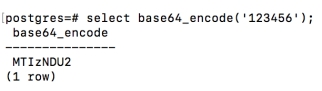 [postgres=# select base64_encode('123456');
base64_encode
---------------
MTIzNDU2
(1 row)